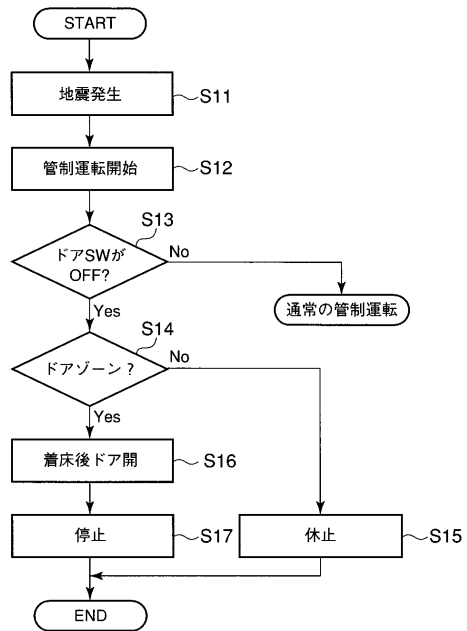 START
地震発生
S11
管制運転開始
S12
S13
ドアSWが
OFF?
No
通常の管制運転
Yes
S14
ドアゾーン？
No
Yes
着床後ドア開
S16
停止
S17
休止
S15
END